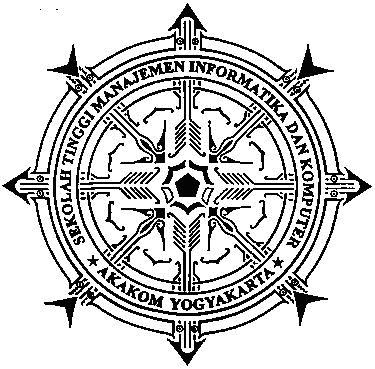 SEKOLAH TINGGI MANAJEMEN INFORMATIKA DAN KOMPUTER
★ AKAKOM YOGYAKARTA ★